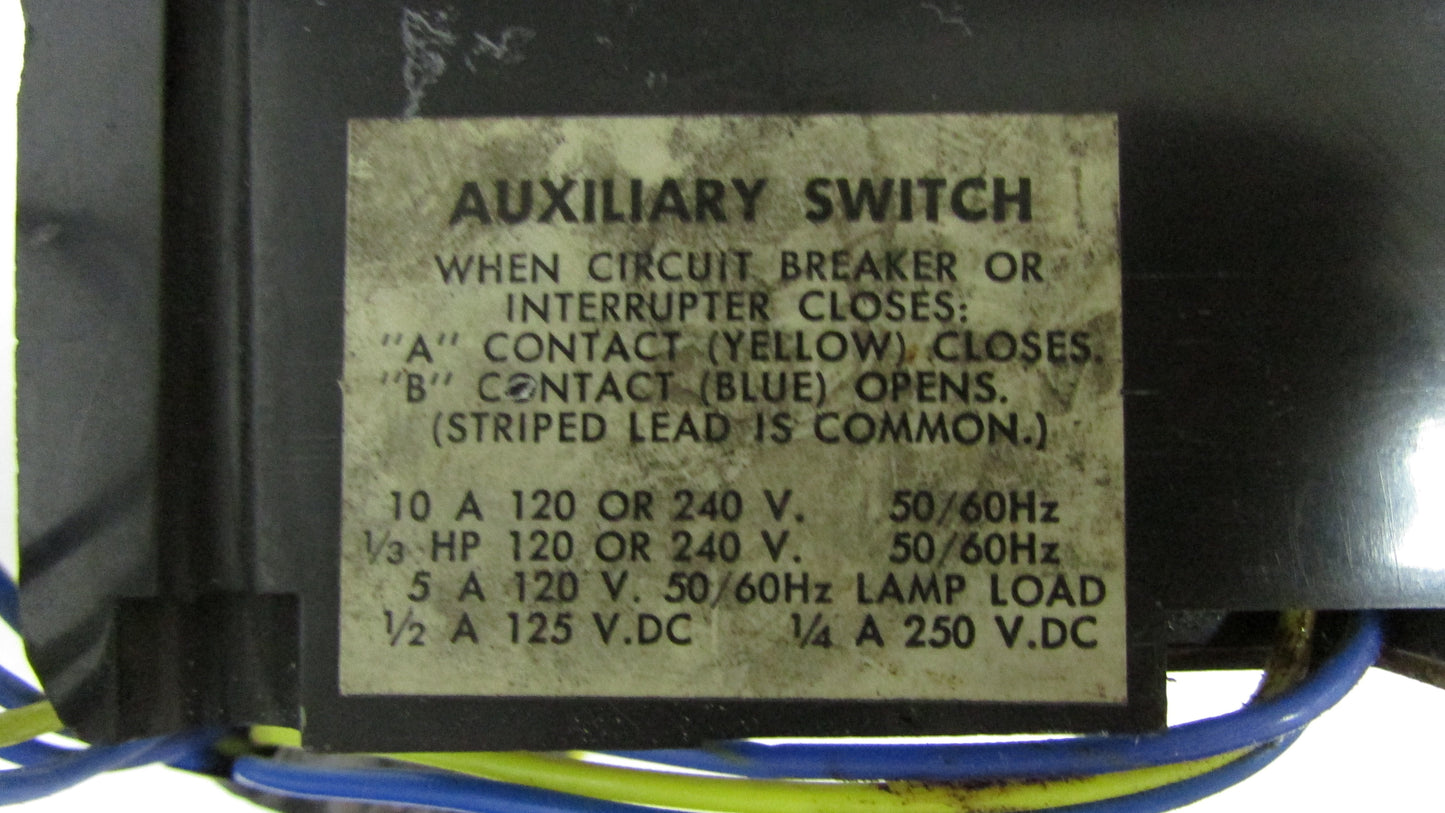 AUXILIARY SWITCH
WHEN CIRCUIT BREAKER OR
INTERRUPTER CLOSES:
"A" CONTACT (YELLOW) CLOSES.
"B" CONTACT (BLUE) OPENS.
(STRIPED LEAD IS COMMON.)
10 A 120 OR 240 V. 50/60Hz
1/3 HP 120 OR 240 V. 50/60Hz
5 A 120 V. 50/60Hz LAMP LOAD
1/2 A 125 V.DC 1/4 A 250 V.DC